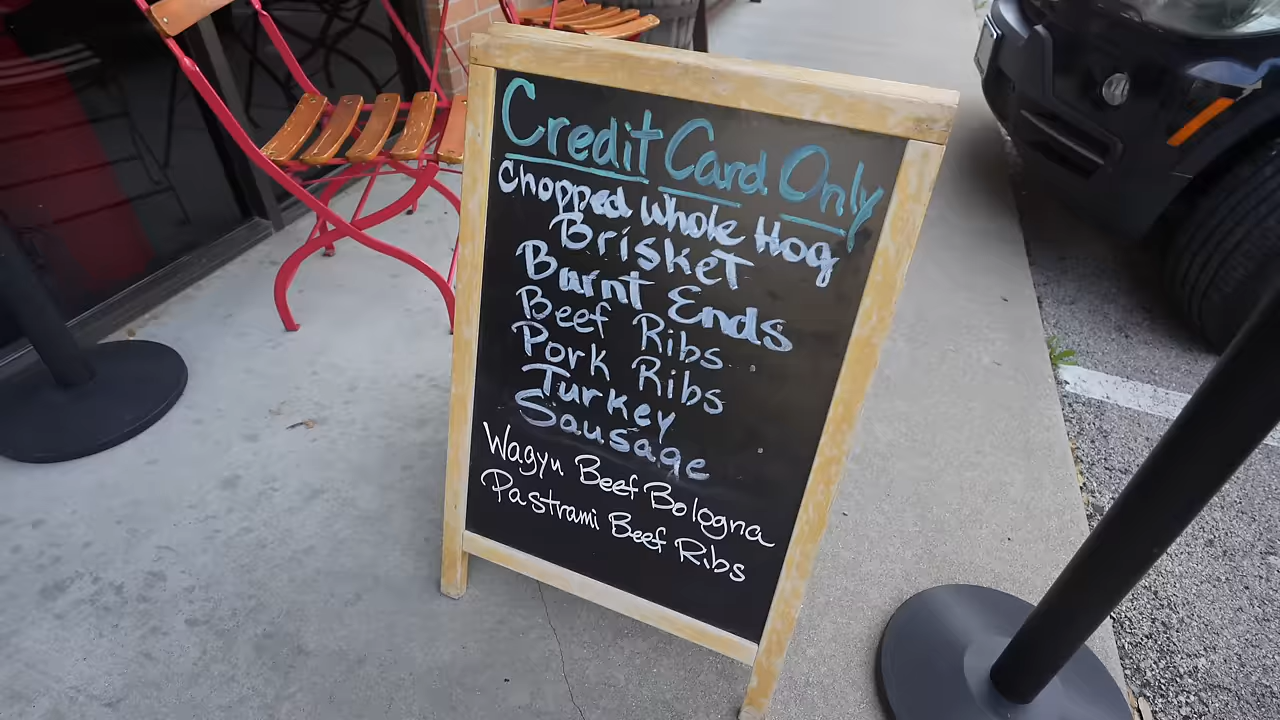 Credit Card Only
Chopped Whole Hog
Brisket
Burnt Ends
Beef Ribs
Pork Ribs
Turkey
Sausage
Wagyu Beef Bologna
Pastrami Beef Ribs